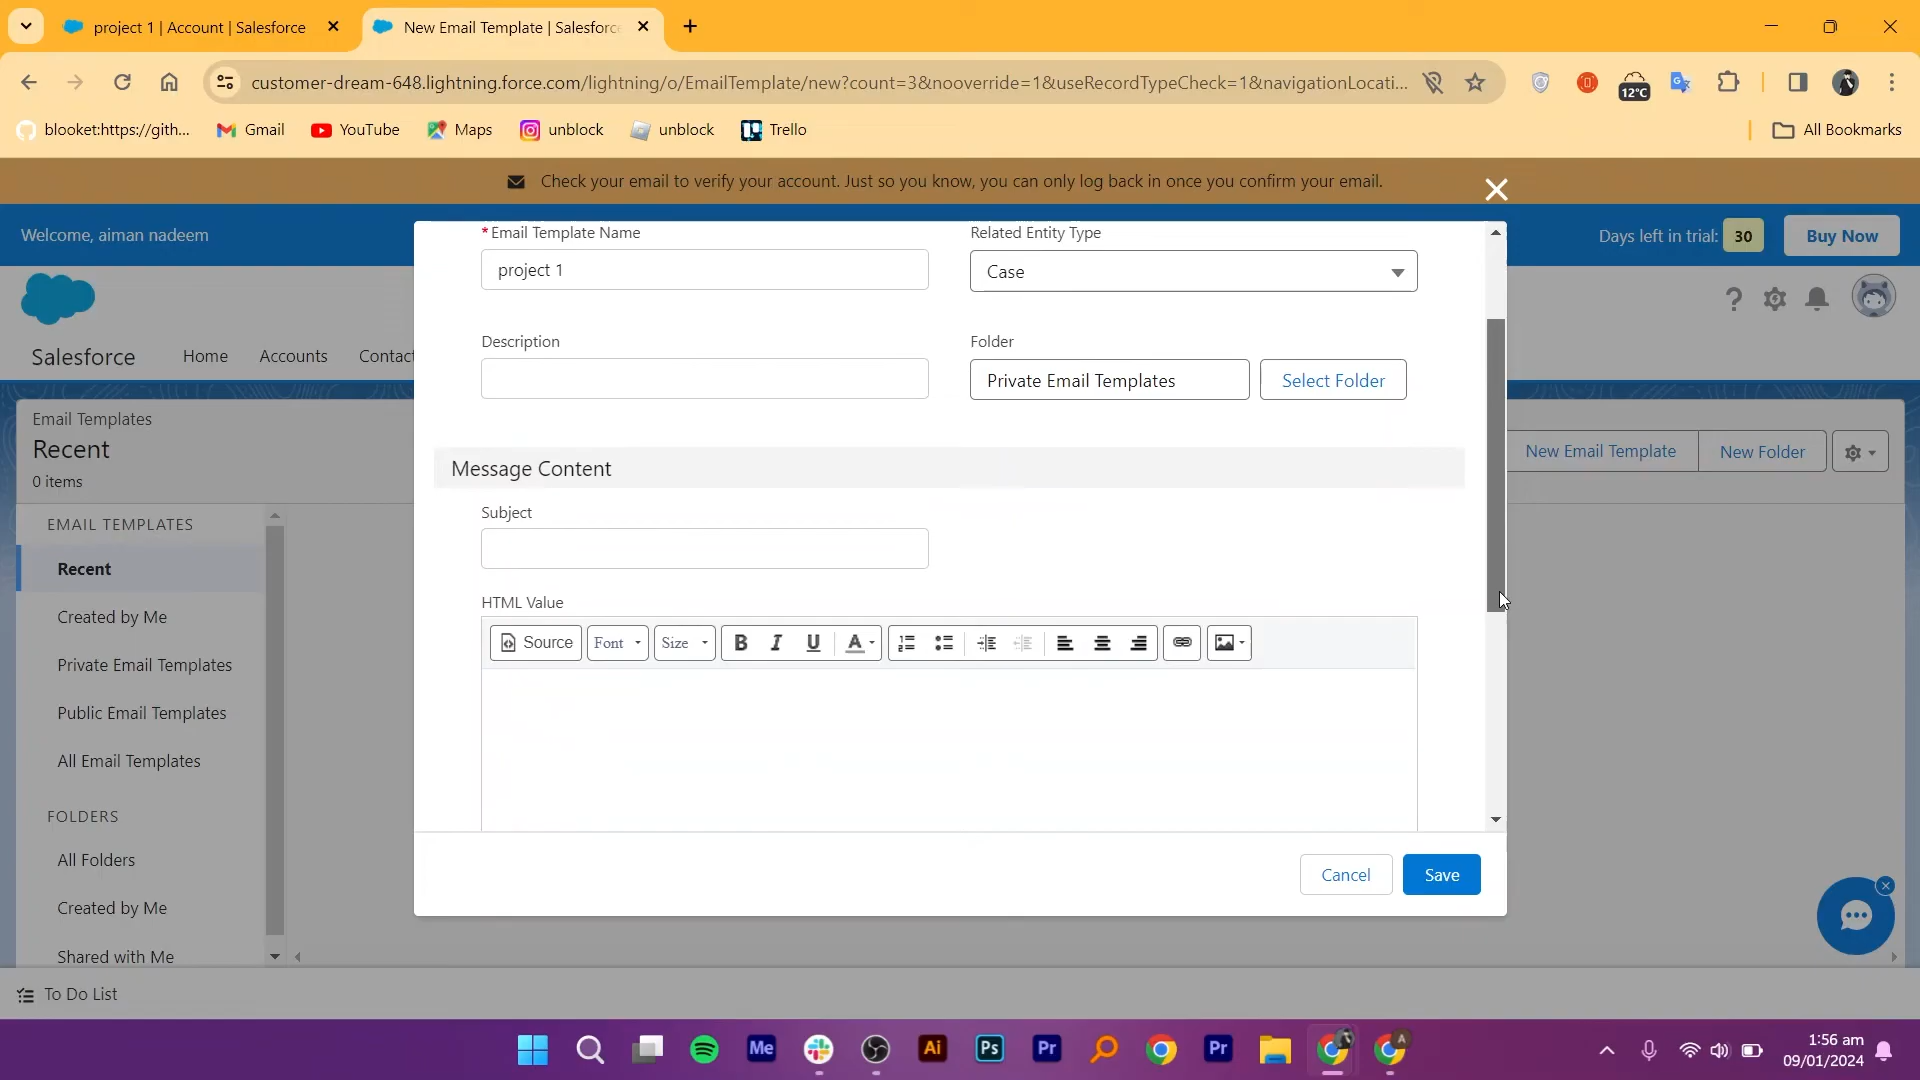 project 1 | Account | Salesforce
New Email Template | Salesforce
customer-dream-648.lightning.force.com/lightning/o/EmailTemplate/new?count=3&nooverride=1&useRecordTypeCheck=1&navigationLocati...
12°C
blooket:https://gith...
Gmail
YouTube
Maps
unblock
unblock
Trello
All Bookmarks
Check your email to verify your account. Just so you know, you can only log back in once you confirm your email.
Welcome, aiman nadeem
Days left in trial: 30
Buy Now
Salesforce
Home
Accounts
Contact
Email Templates
Recent
0 items
New Email Template
New Folder
EMAIL TEMPLATES
Recent
Created by Me
Private Email Templates
Public Email Templates
All Email Templates
FOLDERS
All Folders
Created by Me
Shared with Me
*Email Template Name
project 1
Related Entity Type
Case
Description
Folder
Private Email Templates
Select Folder
Message Content
Subject
HTML Value
Source
Font
Size
B I U A
Cancel
Save
To Do List
Me
Ai
Ps
Pr
Pr
A
1:56 am
09/01/2024